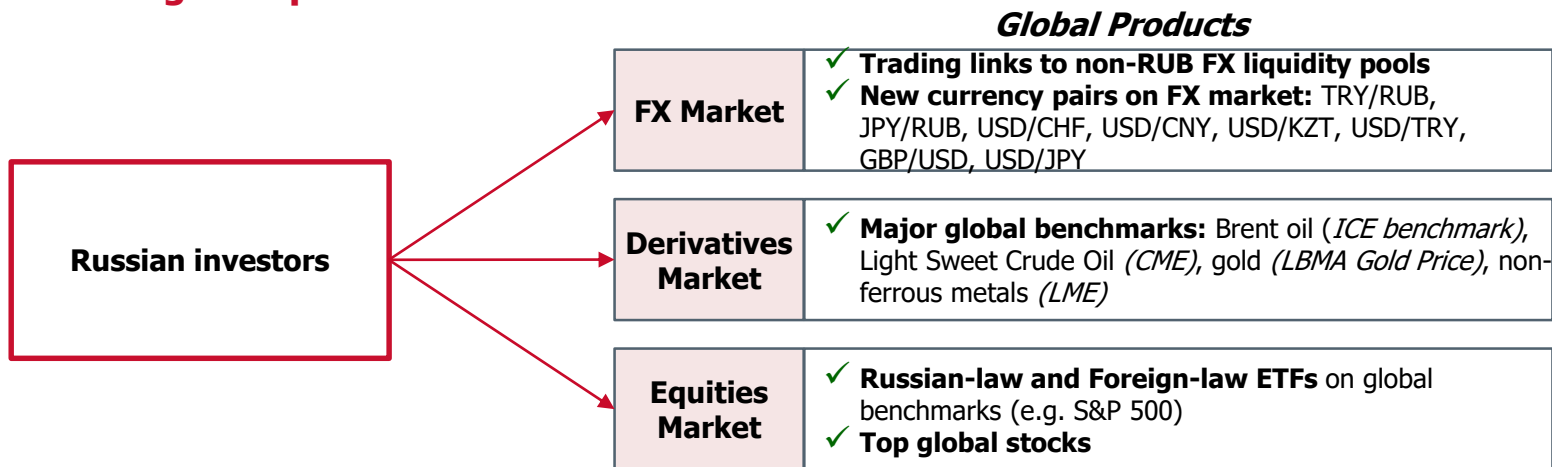 Global Products
Russian investors
FX Market
✓ Trading links to non-RUB FX liquidity pools
✓ New currency pairs on FX market: TRY/RUB,
JPY/RUB, USD/CHF, USD/CNY, USD/KZT, USD/TRY,
GBP/USD, USD/JPY
Derivatives
Market
✓ Major global benchmarks: Brent oil (ICE benchmark),
Light Sweet Crude Oil (CME), gold (LBMA Gold Price), non-
ferrous metals (LME)
Equities
Market
✓ Russian-law and Foreign-law ETFs on global
benchmarks (e.g. S&P 500)
✓ Top global stocks